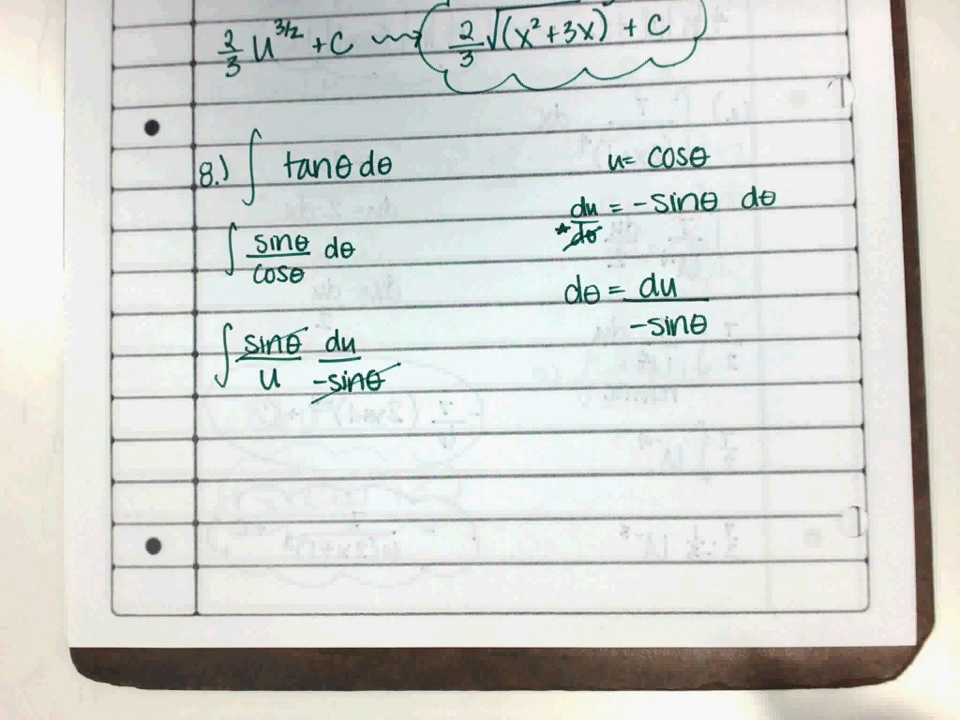 2/3 u^3/2 + C ⟿ 2/3 √(x² + 3x) + C
8.) ∫ tanθ dθ
u = cosθ
∫ sinθ/cosθ dθ
du/dθ = -sinθ dθ
*
dθ = du/-sinθ
∫ sinθ/u du/-sinθ